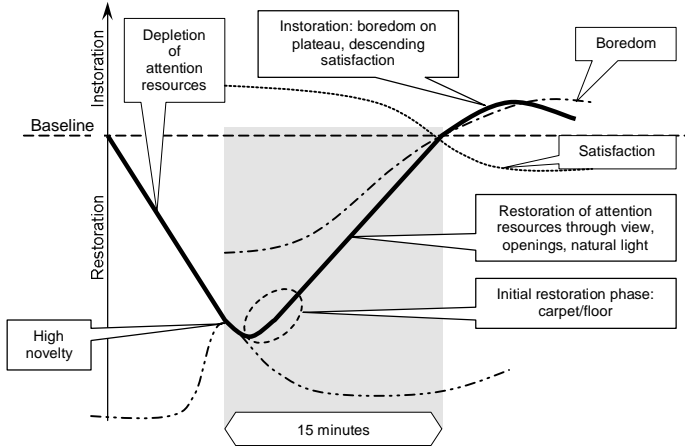 Depletion
of
attention
resources
Instoration: boredom on
plateau, descending
satisfaction
Boredom
Instoration
Baseline
Satisfaction
Restoration
Restoration of attention
resources through view,
openings, natural light
Initial restoration phase:
carpet/floor
High
novelty
15 minutes